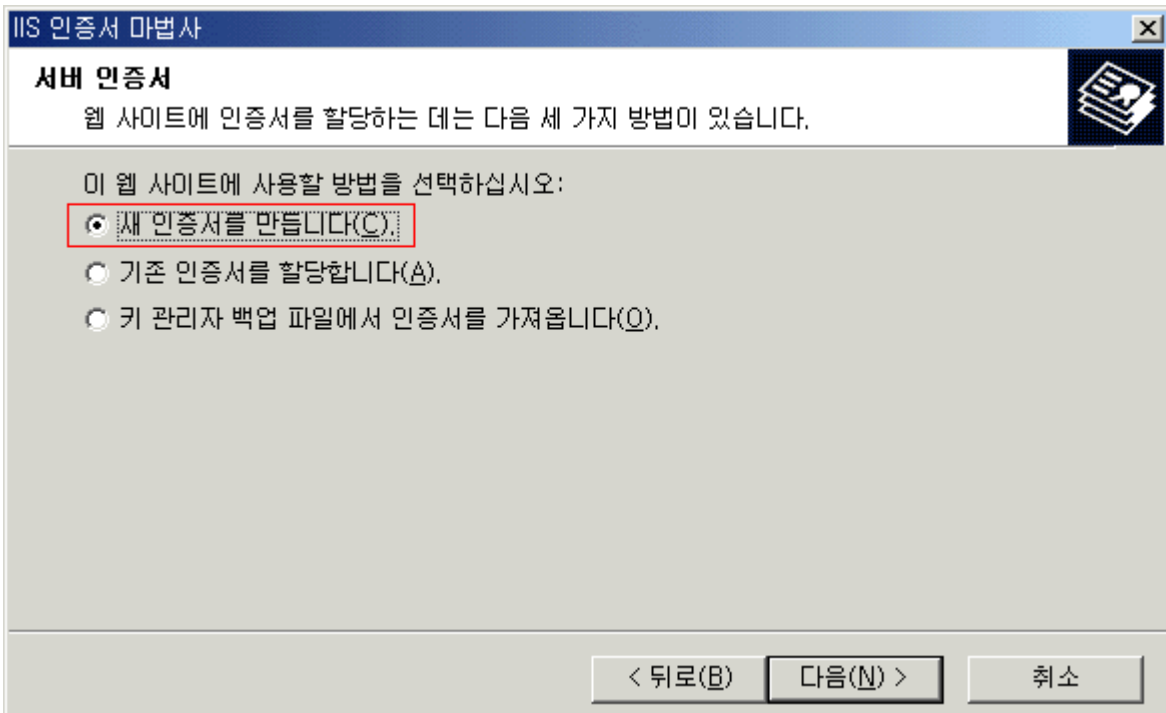 IIS 인증서 마법사
서버 인증서
웹 사이트에 인증서를 할당하는 데는 다음 세 가지 방법이 있습니다.
이 웹 사이트에 사용할 방법을 선택하십시오:
새 인증서를 만듭니다(C).
기존 인증서를 할당합니다(A).
키 관리자 백업 파일에서 인증서를 가져옵니다(O).
< 뒤로(B) 다음(N) > 취소